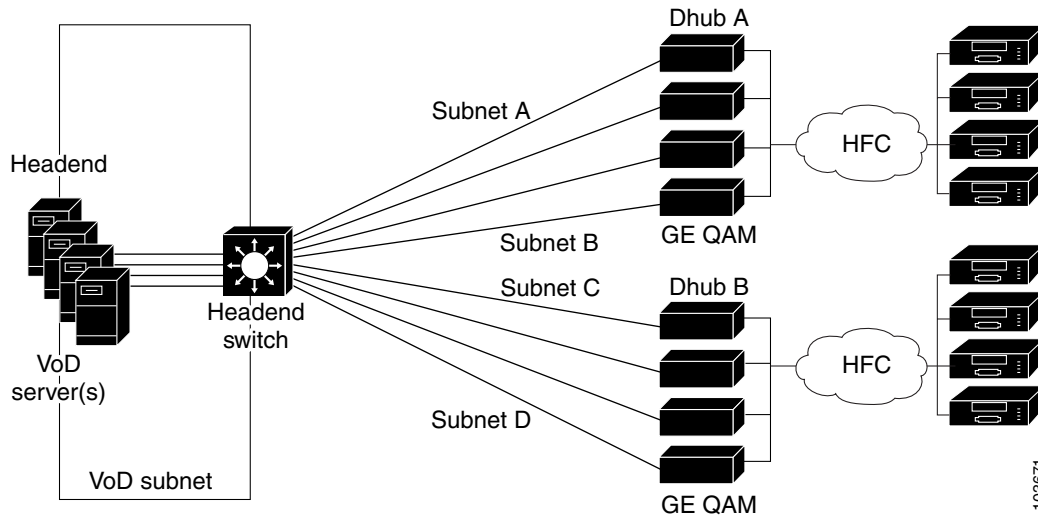 Dhub A
Subnet A
HFC
Headend
Subnet B
GE QAM
Subnet C
Dhub B
Headend
switch
VoD
server(s)
HFC
Subnet D
VoD subnet
GE QAM